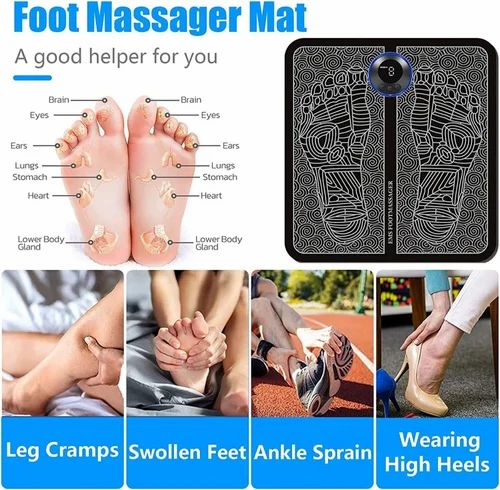 Foot Massager Mat
A good helper for you
Brain
Brain
Eyes
Eyes
Ears
Ears
Lungs
Lungs
Stomach
Stomach
Heart
Heart
Lower Body
Gland
Lower Body
Gland
EMS FOOTMASSAGER
Leg Cramps
Swollen Feet
Ankle Sprain
Wearing
High Heels